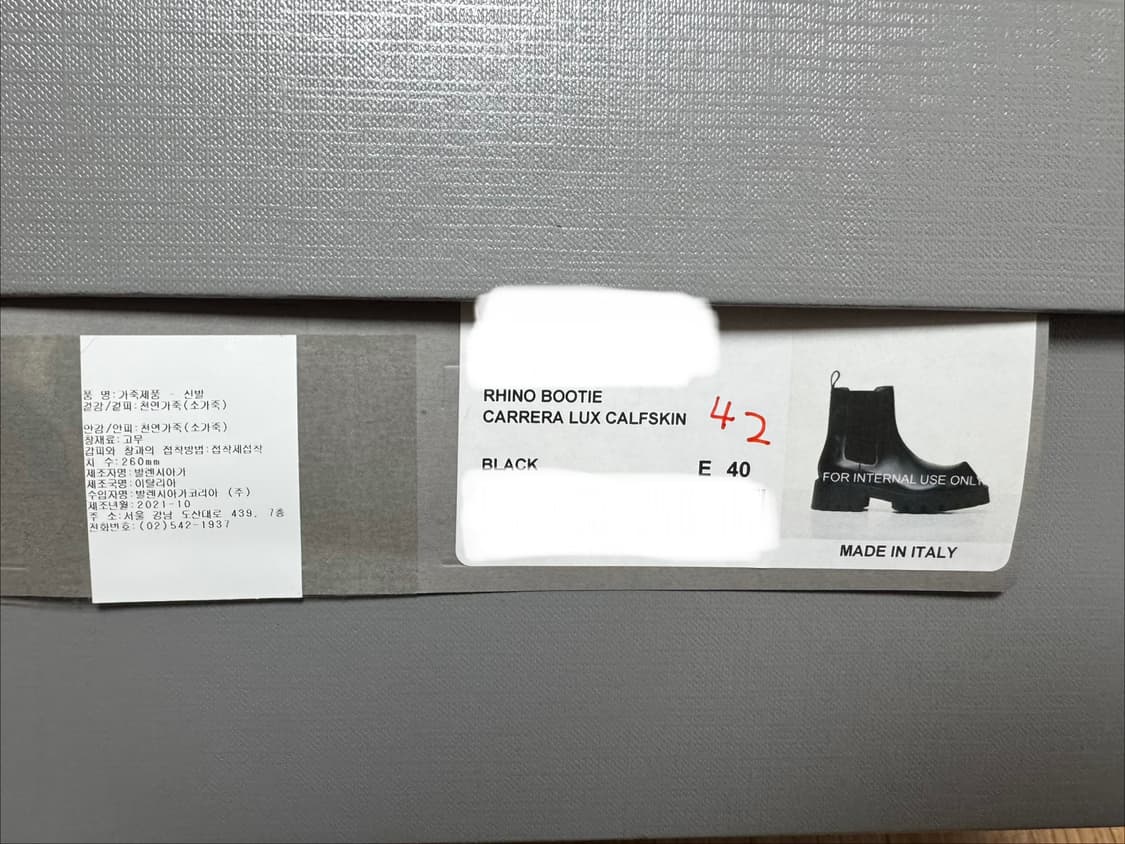 품 명:가죽제품 - 신발
겉감/겉피:천연가죽(소가죽)
안감/안피:천연가죽(소가죽)
창재료:고무
갑피와 창과의 접착방법:접착제접착
치 수:260mm
제조자명:발렌시아가
제조국명:이탈리아
수입자명:발렌시아가코리아 (주)
제조년월:2021-10
주 소:서울 강남 도산대로 439, 7층
전화번호:(02)542-1937
RHINO BOOTIE
CARRERA LUX CALFSKIN
42
BLACK
E 40
FOR INTERNAL USE ONLY
MADE IN ITALY